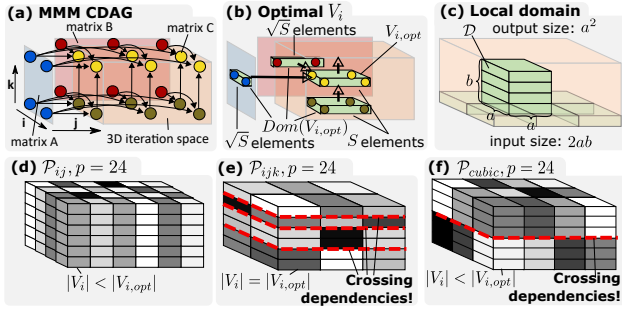 (a) MMM CDAG
matrix B
matrix C
k
i
j
matrix A
3D iteration space
(b) Optimal V_i
√S elements
V_{i,opt}
Dom(V_{i,opt})
√S elements
S elements
(c) Local domain
output size: a²
D
b
a
a
input size: 2ab
(d) P_{ij}, p = 24
|V_i| < |V_{i,opt}|
(e) P_{ijk}, p = 24
|V_i| = |V_{i,opt}|
Crossing
dependencies!
(f) P_{cubic}, p = 24
|V_i| < |V_{i,opt}|
Crossing
dependencies!